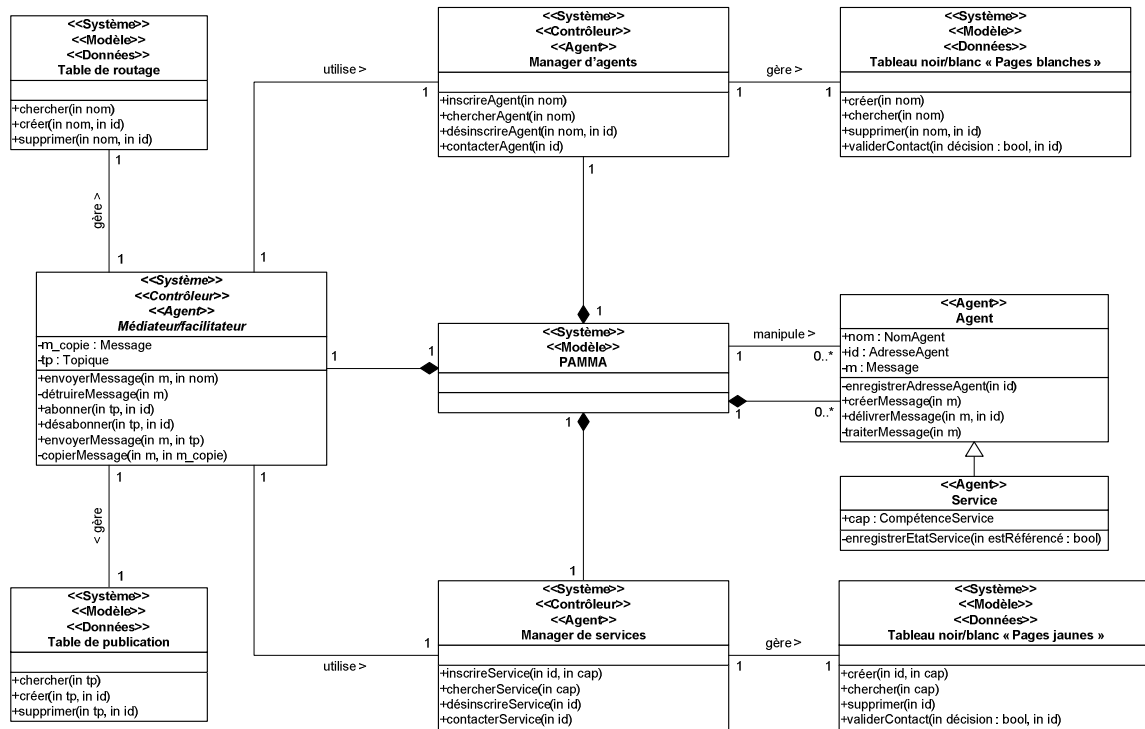 <<Système>>
<<Modèle>>
<<Données>>
Table de routage
+chercher(in nom)
+créer(in nom, in id)
+supprimer(in nom, in id)
1
gère >
1
utilise >
1
1
<<Système>>
<<Contrôleur>>
<<Agent>>
Manager d'agents
+inscrireAgent(in nom)
+chercherAgent(in nom)
+désinscrireAgent(in nom, in id)
+contacterAgent(in id)
1
gère >
1
1
<<Système>>
<<Modèle>>
<<Données>>
Tableau noir/blanc « Pages blanches »
+créer(in nom)
+chercher(in nom)
+supprimer(in nom, in id)
+validerContact(in décision : bool, in id)
<<Système>>
<<Contrôleur>>
<<Agent>>
Médiateur/facilitateur
-m_copie : Message
-tp : Topique
+envoyerMessage(in m, in nom)
-détruireMessage(in m)
+abonner(in tp, in id)
+désabonner(in tp, in id)
+envoyerMessage(in m, in tp)
-copierMessage(in m, in m_copie)
1
1
1
<<Système>>
<<Modèle>>
PAMMA
1
manipule >
1
0..*
1
0..*
<<Agent>>
Agent
+nom : NomAgent
+id : AdresseAgent
-m : Message
-enregistrerAdresseAgent(in id)
+créerMessage(in m)
+délivrerMessage(in m, in id)
-traiterMessage(in m)
<<Agent>>
Service
+cap : CompétenceService
-enregistrerEtatService(in estRéférencé : bool)
1
< gère
1
<<Système>>
<<Modèle>>
<<Données>>
Table de publication
+chercher(in tp)
+créer(in tp, in id)
+supprimer(in tp, in id)
1
utilise >
1
1
<<Système>>
<<Contrôleur>>
<<Agent>>
Manager de services
+inscrireService(in id, in cap)
+chercherService(in cap)
+désinscrireService(in id)
+contacterService(in id)
gère >
1
1
<<Système>>
<<Modèle>>
<<Données>>
Tableau noir/blanc « Pages jaunes »
+créer(in id, in cap)
+chercher(in cap)
+supprimer(in id)
+validerContact(in décision : bool, in id)